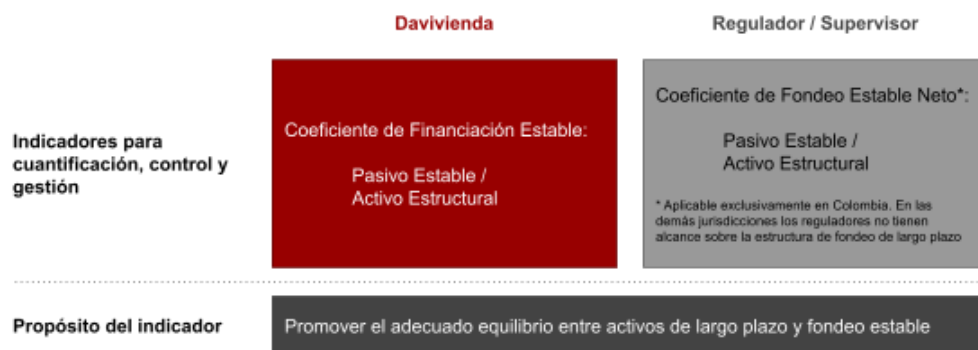 Davivienda
Regulador / Supervisor
Indicadores para
cuantificación, control y
gestión
Coeficiente de Financiación Estable:
Pasivo Estable /
Activo Estructural
Coeficiente de Fondeo Estable Neto*:
Pasivo Estable /
Activo Estructural
* Aplicable exclusivamente en Colombia. En las
demás jurisdicciones los reguladores no tienen
alcance sobre la estructura de fondeo de largo plazo
Propósito del indicador
Promover el adecuado equilibrio entre activos de largo plazo y fondeo estable